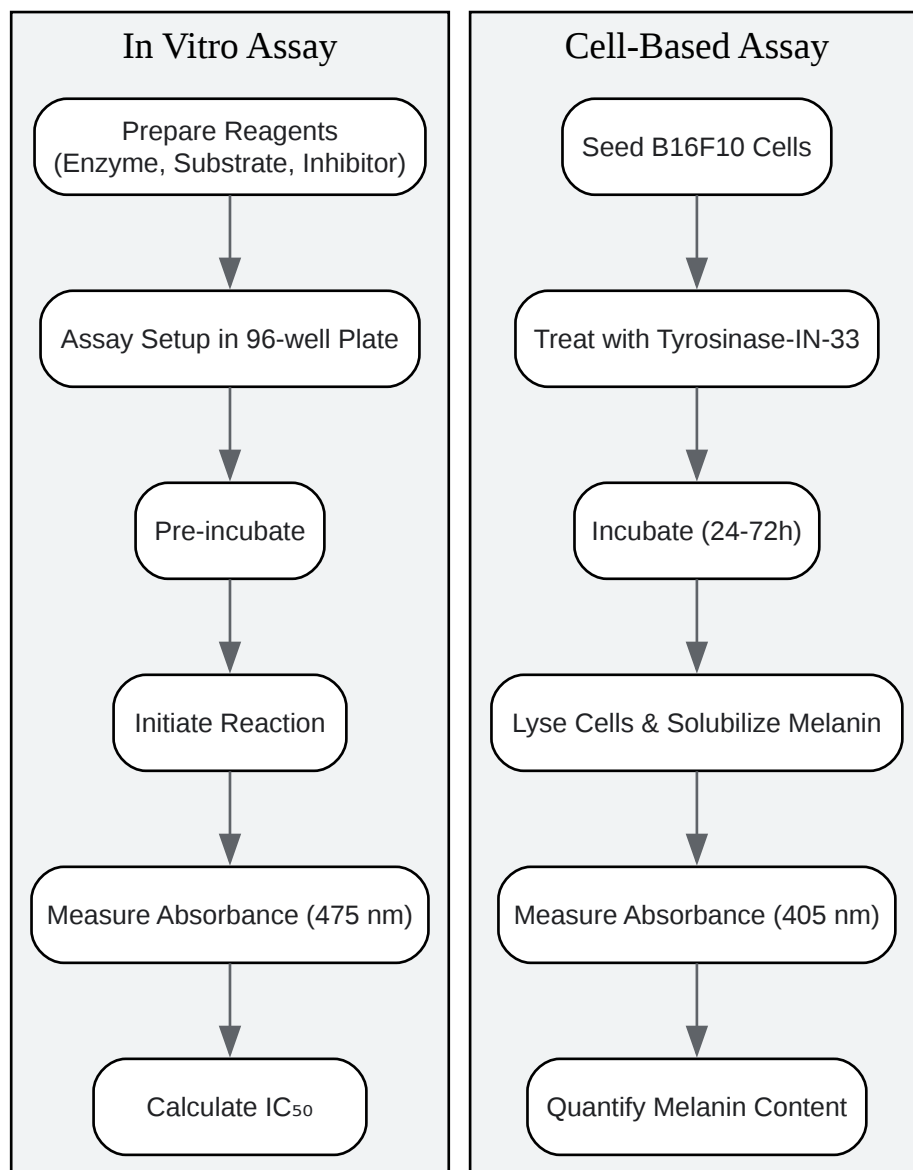 In Vitro Assay
Prepare Reagents
(Enzyme, Substrate, Inhibitor)
Assay Setup in 96-well Plate
Pre-incubate
Initiate Reaction
Measure Absorbance (475 nm)
Calculate IC₅₀
Cell-Based Assay
Seed B16F10 Cells
Treat with Tyrosinase-IN-33
Incubate (24-72h)
Lyse Cells & Solubilize Melanin
Measure Absorbance (405 nm)
Quantify Melanin Content